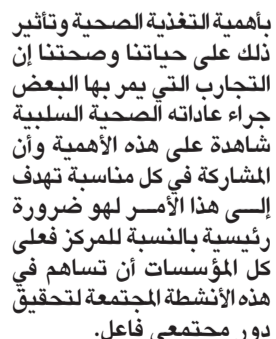 بأهمية التغذية الصحية وتأثير
ذلك على حياتنا وصحتنا إن
التجارب التي يمر بها البعض
جراء عاداته الصحية السلبية
شاهدة على هذه الأهمية وأن
المشاركة في كل مناسبة تهدف
إلــى هذا الأمــر لهو ضرورة
رئيسية بالنسبة للمركز فعلى
كل المؤسسات أن تساهم في
هذه الأنشطة المجتمعة لتحقيق
دور مجتمعي فاعل.